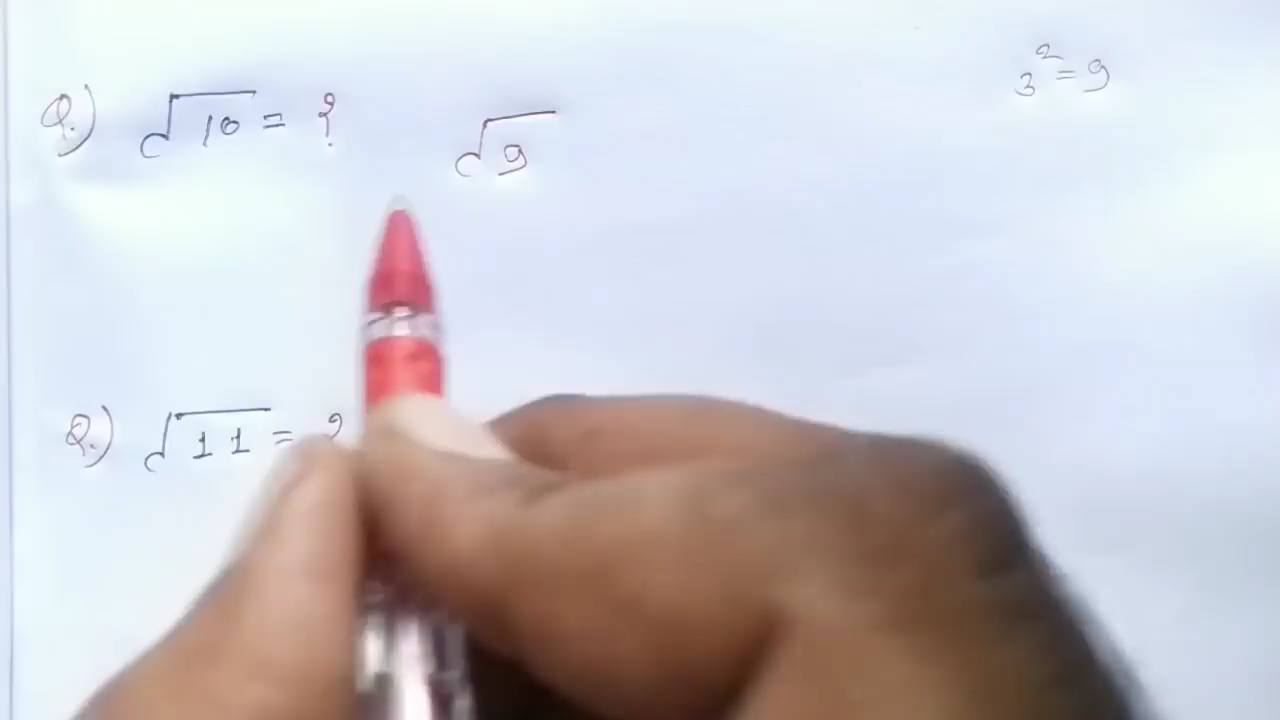 Q.) √10 = ?
√9
3² = 9
Q.) √11 = ?